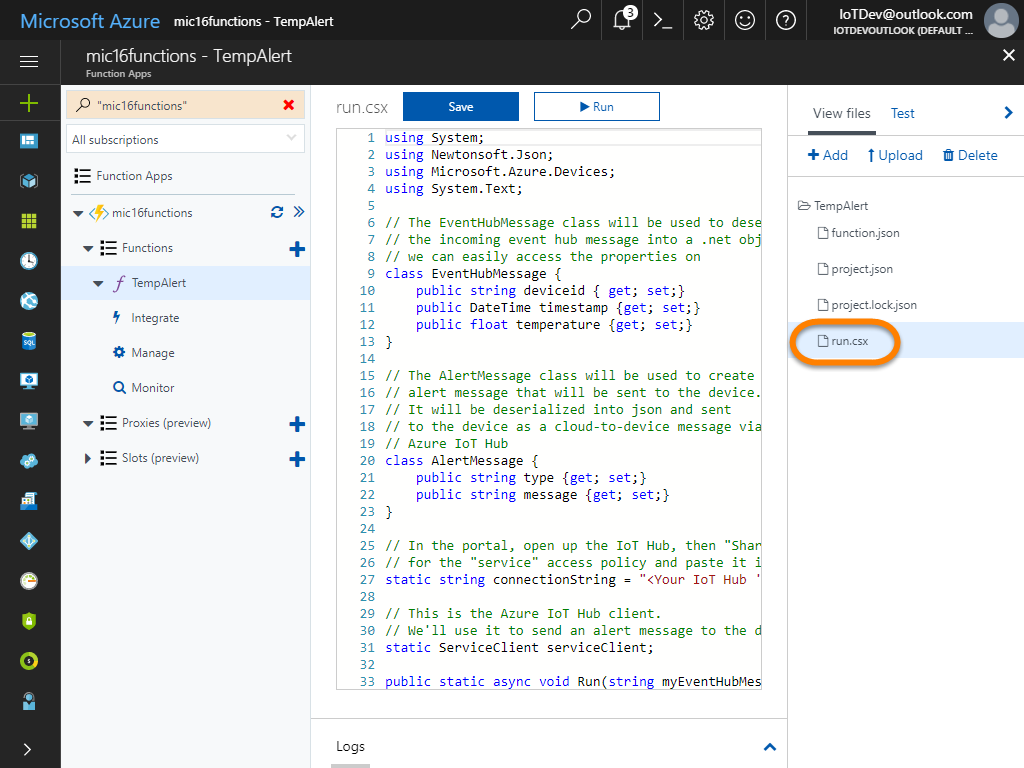 Microsoft Azure mic16functions - TempAlert
3
IoTDev@outlook.com
IOTDEVOUTLOOK (DEFAULT ...
mic16functions - TempAlert
Function Apps
"mic16functions"
All subscriptions
Function Apps
mic16functions
Functions
TempAlert
Integrate
Manage
Monitor
Proxies (preview)
Slots (preview)
run.csx
Save
Run
1 using System;
2 using Newtonsoft.Json;
3 using Microsoft.Azure.Devices;
4 using System.Text;
5
6 // The EventHubMessage class will be used to dese
7 // the incoming event hub message into a .net obj
8 // we can easily access the properties on
9 class EventHubMessage {
10 public string deviceid { get; set;}
11 public DateTime timestamp {get; set;}
12 public float temperature {get; set;}
13 }
14
15 // The AlertMessage class will be used to create
16 // alert message that will be sent to the device.
17 // It will be deserialized into json and sent
18 // to the device as a cloud-to-device message via
19 // Azure IoT Hub
20 class AlertMessage {
21 public string type {get; set;}
22 public string message {get; set;}
23 }
24
25 // In the portal, open up the IoT Hub, then "Shar
26 // for the "service" access policy and paste it i
27 static string connectionString = "<Your IoT Hub '
28
29 // This is the Azure IoT Hub client.
30 // We'll use it to send an alert message to the d
31 static ServiceClient serviceClient;
32
33 public static async void Run(string myEventHubMes
Logs
View files
Test
Add
Upload
Delete
TempAlert
function.json
project.json
project.lock.json
run.csx